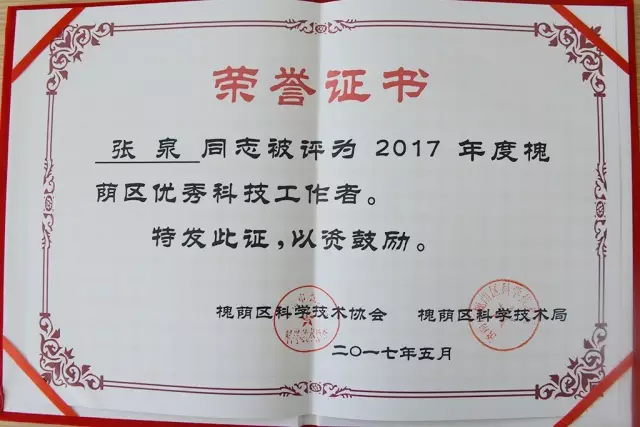 荣誉证书
张泉 同志被评为 2017 年度槐
荫区优秀科技工作者。
特发此证,以资鼓励。
槐荫区科学技术协会 槐荫区科学技术局
二〇一七年五月